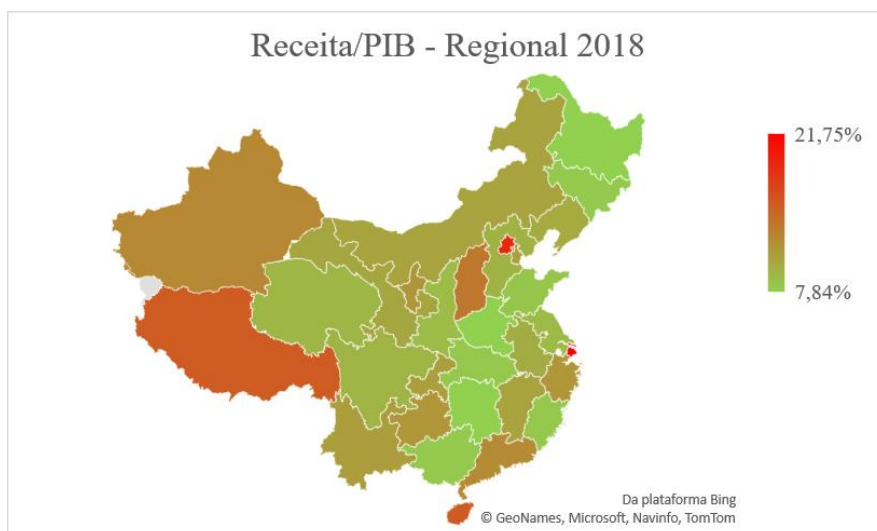 Receita/PIB - Regional 2018
21,75%
7,84%
Da plataforma Bing
© GeoNames, Microsoft, Navinfo, TomTom